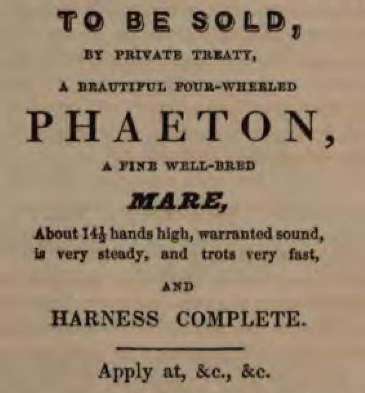 TO BE SOLD,
BY PRIVATE TREATY,
A BEAUTIFUL FOUR-WHEELED
PHAETON,
A FINE WELL-BRED
MARE,
About 14½ hands high, warranted sound,
is very steady, and trots very fast,
AND
HARNESS COMPLETE.
Apply at, &c., &c.